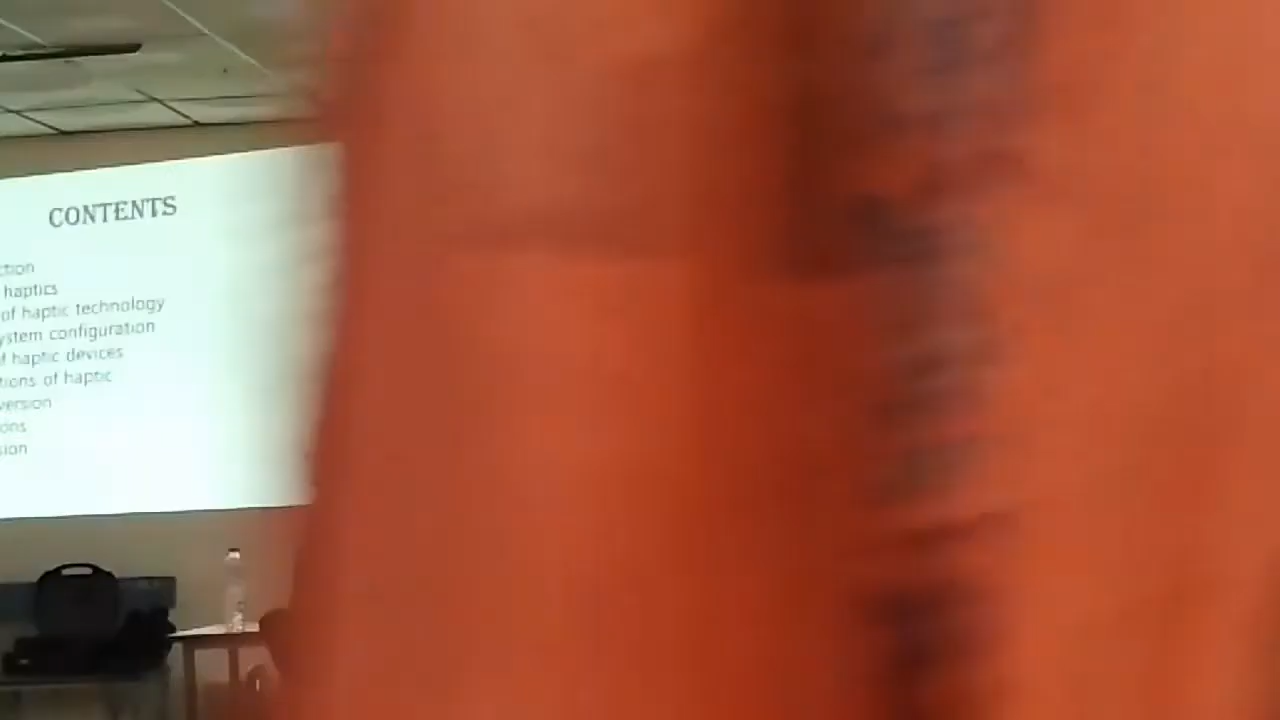 CONTENTS
ction
haptics
of haptic technology
ystem configuration
f haptic devices
tions of haptic
version
ons
sion